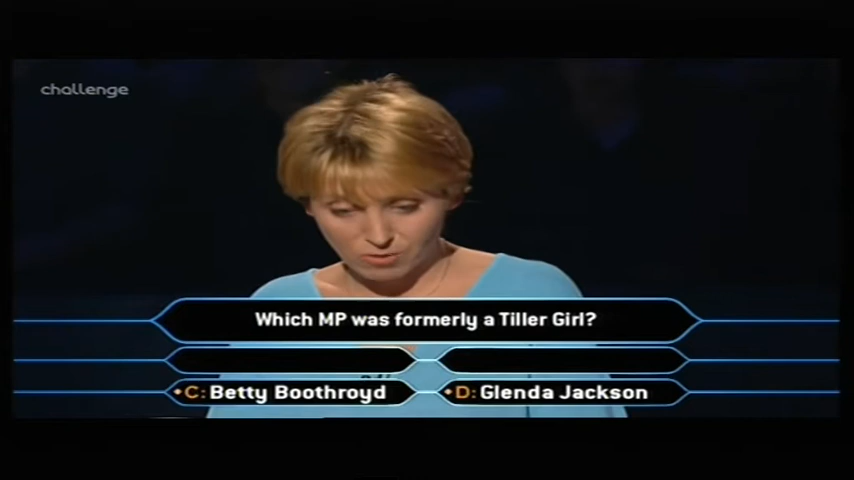 challenge
Which MP was formerly a Tiller Girl?
C: Betty Boothroyd
D: Glenda Jackson